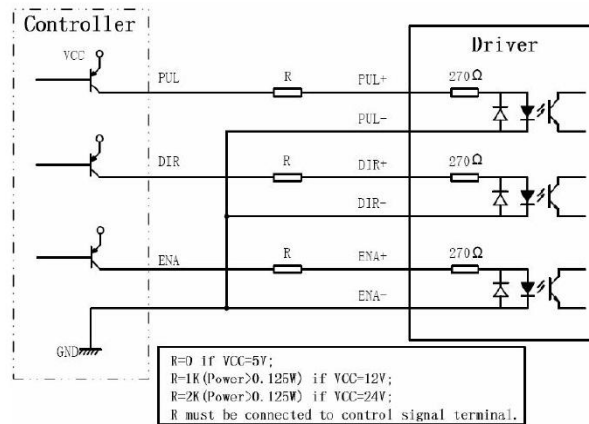 Controller
Driver
VCC
PUL
R
PUL+
270Ω
PUL-
DIR
R
DIR+
270Ω
DIR-
ENA
R
ENA+
270Ω
ENA-
GND
R=0 if VCC=5V;
R=1K(Power>0.125W) if VCC=12V;
R=2K(Power>0.125W) if VCC=24V;
R must be connected to control signal terminal.